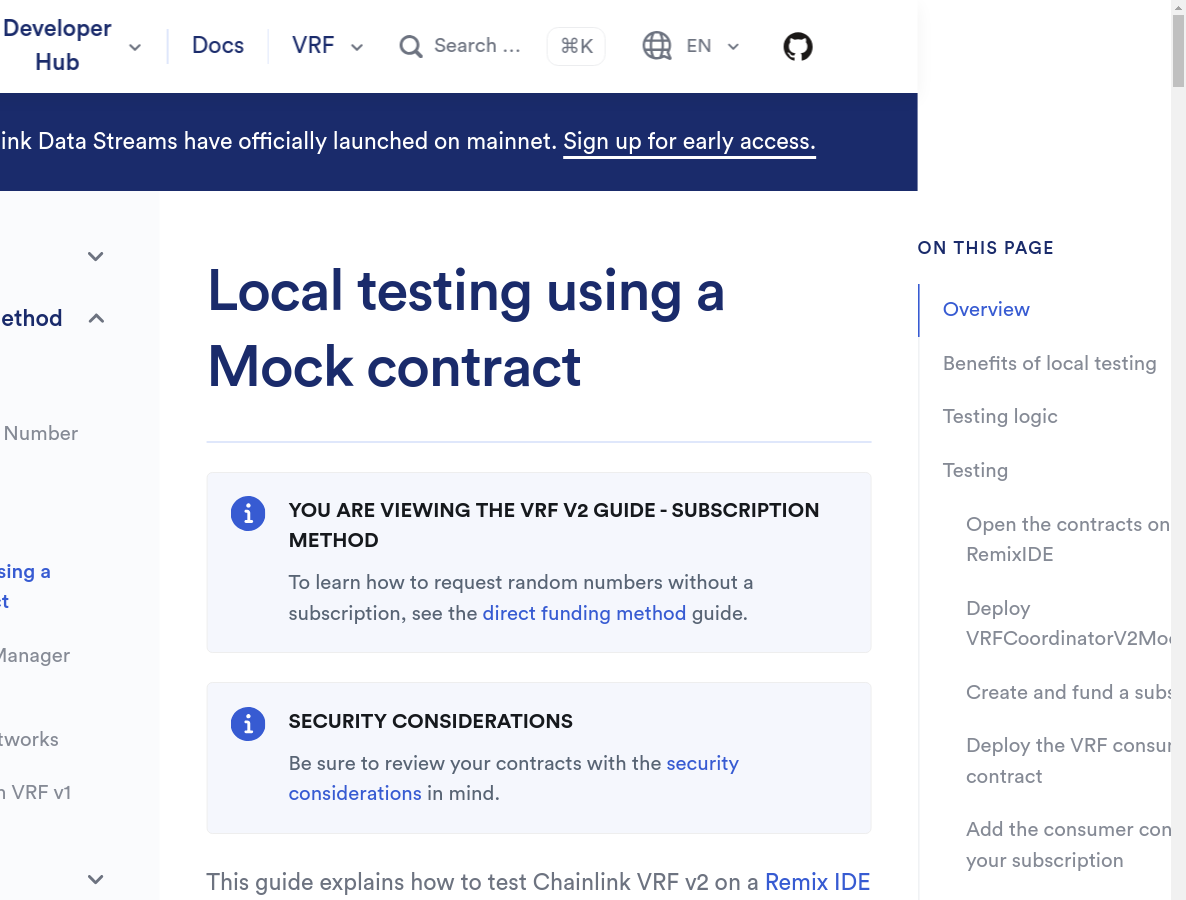 Developer
Hub
Docs
VRF
Search ...
⌘K
EN
ink Data Streams have officially launched on mainnet. Sign up for early access.
ethod
Number
sing a
Manager
tworks
VRF v1
Local testing using a
Mock contract
YOU ARE VIEWING THE VRF V2 GUIDE - SUBSCRIPTION
METHOD
To learn how to request random numbers without a
subscription, see the direct funding method guide.
SECURITY CONSIDERATIONS
Be sure to review your contracts with the security
considerations in mind.
This guide explains how to test Chainlink VRF v2 on a Remix IDE
ON THIS PAGE
Overview
Benefits of local testing
Testing logic
Testing
Open the contracts on
RemixIDE
Deploy
VRFCoordinatorV2Moc
Create and fund a subs
Deploy the VRF consur
contract
Add the consumer con
your subscription